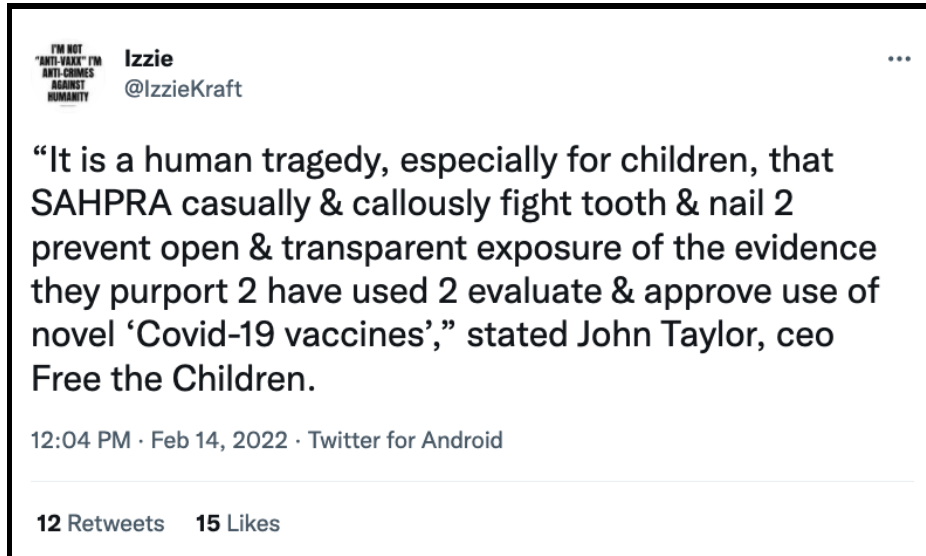 I'M NOT
"ANTI-VAXX" I'M
ANTI-CRIMES
AGAINST
HUMANITY
Izzie
@IzzieKraft
“It is a human tragedy, especially for children, that
SAHPRA casually & callously fight tooth & nail 2
prevent open & transparent exposure of the evidence
they purport 2 have used 2 evaluate & approve use of
novel ‘Covid-19 vaccines’,” stated John Taylor, ceo
Free the Children.
12:04 PM · Feb 14, 2022 · Twitter for Android
12 Retweets 15 Likes